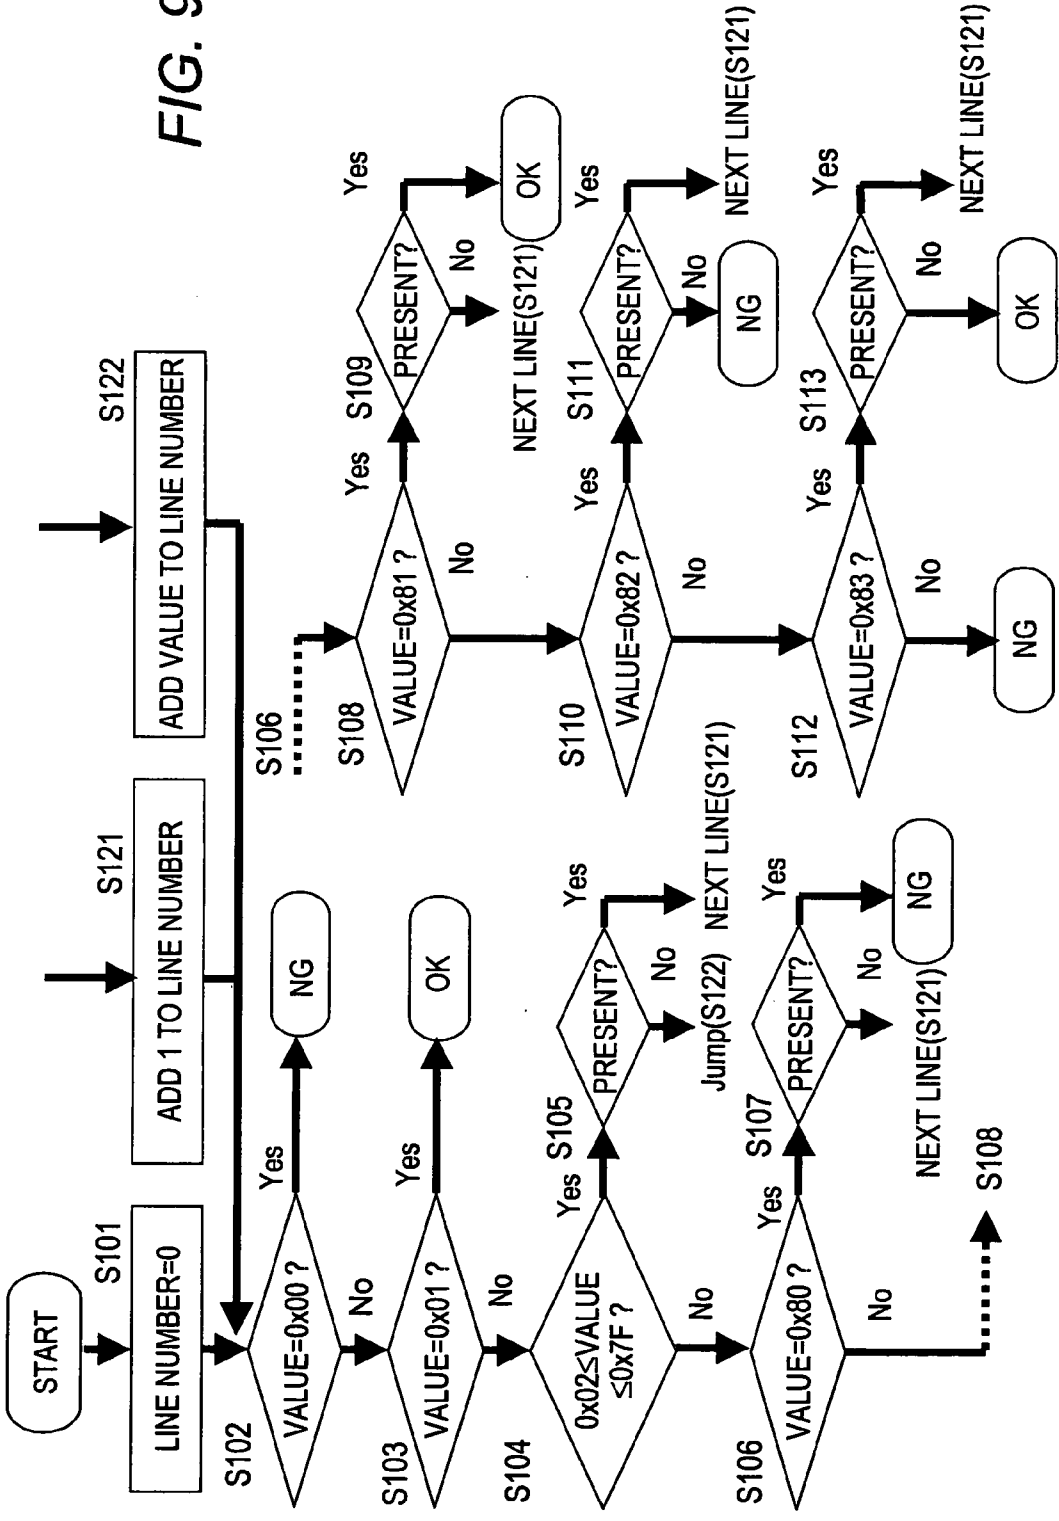 FIG. 9
START
S101
LINE NUMBER=0
S121
ADD 1 TO LINE NUMBER
S122
ADD VALUE TO LINE NUMBER
S102
VALUE=0x00 ?
Yes
NG
No
S103
VALUE=0x01 ?
Yes
OK
No
S104
0x02≤VALUE
≤0x7F ?
Yes
S105
PRESENT?
Yes
NEXT LINE(S121)
No
Jump(S122)
No
S106
VALUE=0x80 ?
Yes
S107
PRESENT?
Yes
NG
No
NEXT LINE(S121)
No
S108
S106
S108
VALUE=0x81 ?
Yes
S109
PRESENT?
Yes
OK
No
NEXT LINE(S121)
No
S110
VALUE=0x82 ?
Yes
S111
PRESENT?
Yes
NEXT LINE(S121)
No
NG
No
S112
VALUE=0x83 ?
Yes
S113
PRESENT?
Yes
NEXT LINE(S121)
No
OK
No
NG